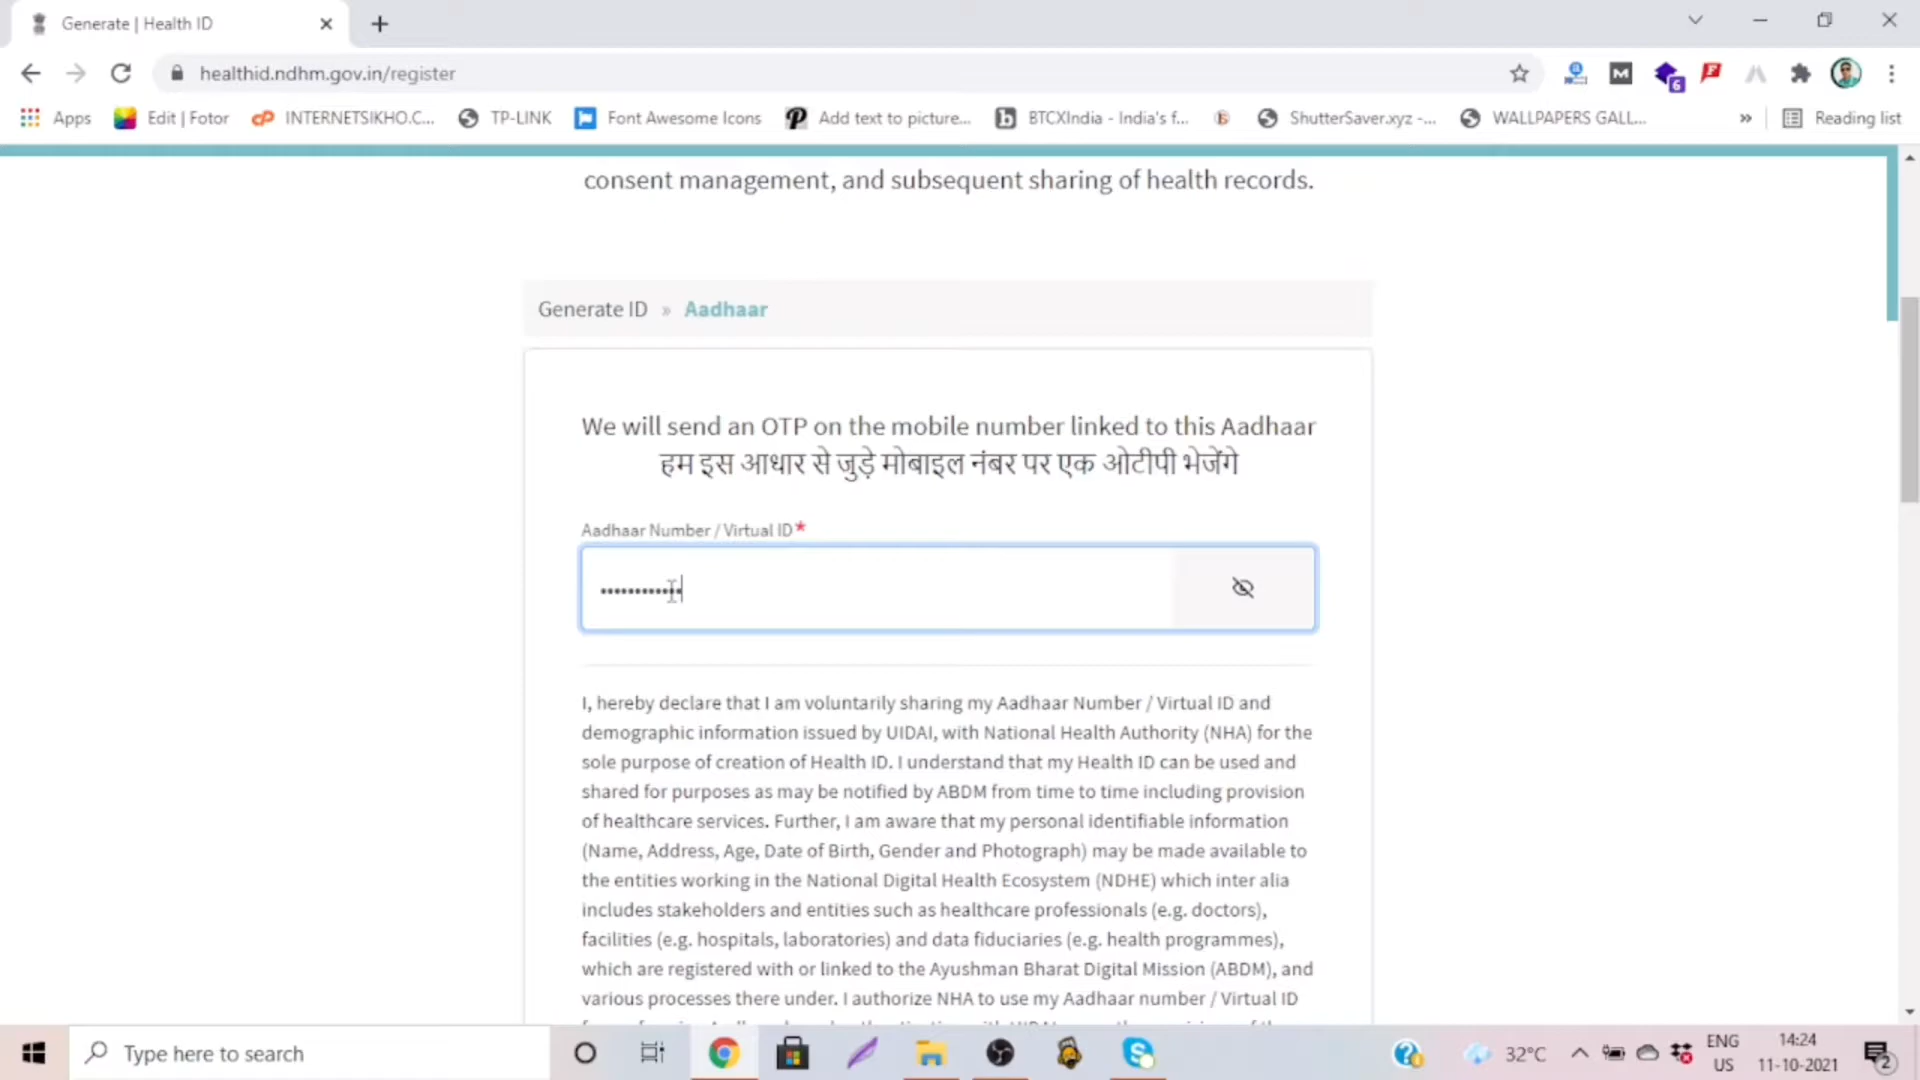 Generate | Health ID
healthid.ndhm.gov.in/register
6
Apps
Edit | Fotor
INTERNETSIKHO.C...
TP-LINK
Font Awesome Icons
Add text to picture...
BTCXIndia - India's f...
ShutterSaver.xyz -...
WALLPAPERS GALL...
»
Reading list
consent management, and subsequent sharing of health records.
Generate ID » Aadhaar
We will send an OTP on the mobile number linked to this Aadhaar
हम इस आधार से जुड़े मोबाइल नंबर पर एक ओटीपी भेजेंगे
Aadhaar Number / Virtual ID*
I, hereby declare that I am voluntarily sharing my Aadhaar Number / Virtual ID and
demographic information issued by UIDAI, with National Health Authority (NHA) for the
sole purpose of creation of Health ID. I understand that my Health ID can be used and
shared for purposes as may be notified by ABDM from time to time including provision
of healthcare services. Further, I am aware that my personal identifiable information
(Name, Address, Age, Date of Birth, Gender and Photograph) may be made available to
the entities working in the National Digital Health Ecosystem (NDHE) which inter alia
includes stakeholders and entities such as healthcare professionals (e.g. doctors),
facilities (e.g. hospitals, laboratories) and data fiduciaries (e.g. health programmes),
which are registered with or linked to the Ayushman Bharat Digital Mission (ABDM), and
various processes there under. I authorize NHA to use my Aadhaar number / Virtual ID
Type here to search
32°C
ENG
US
14:24
11-10-2021
2